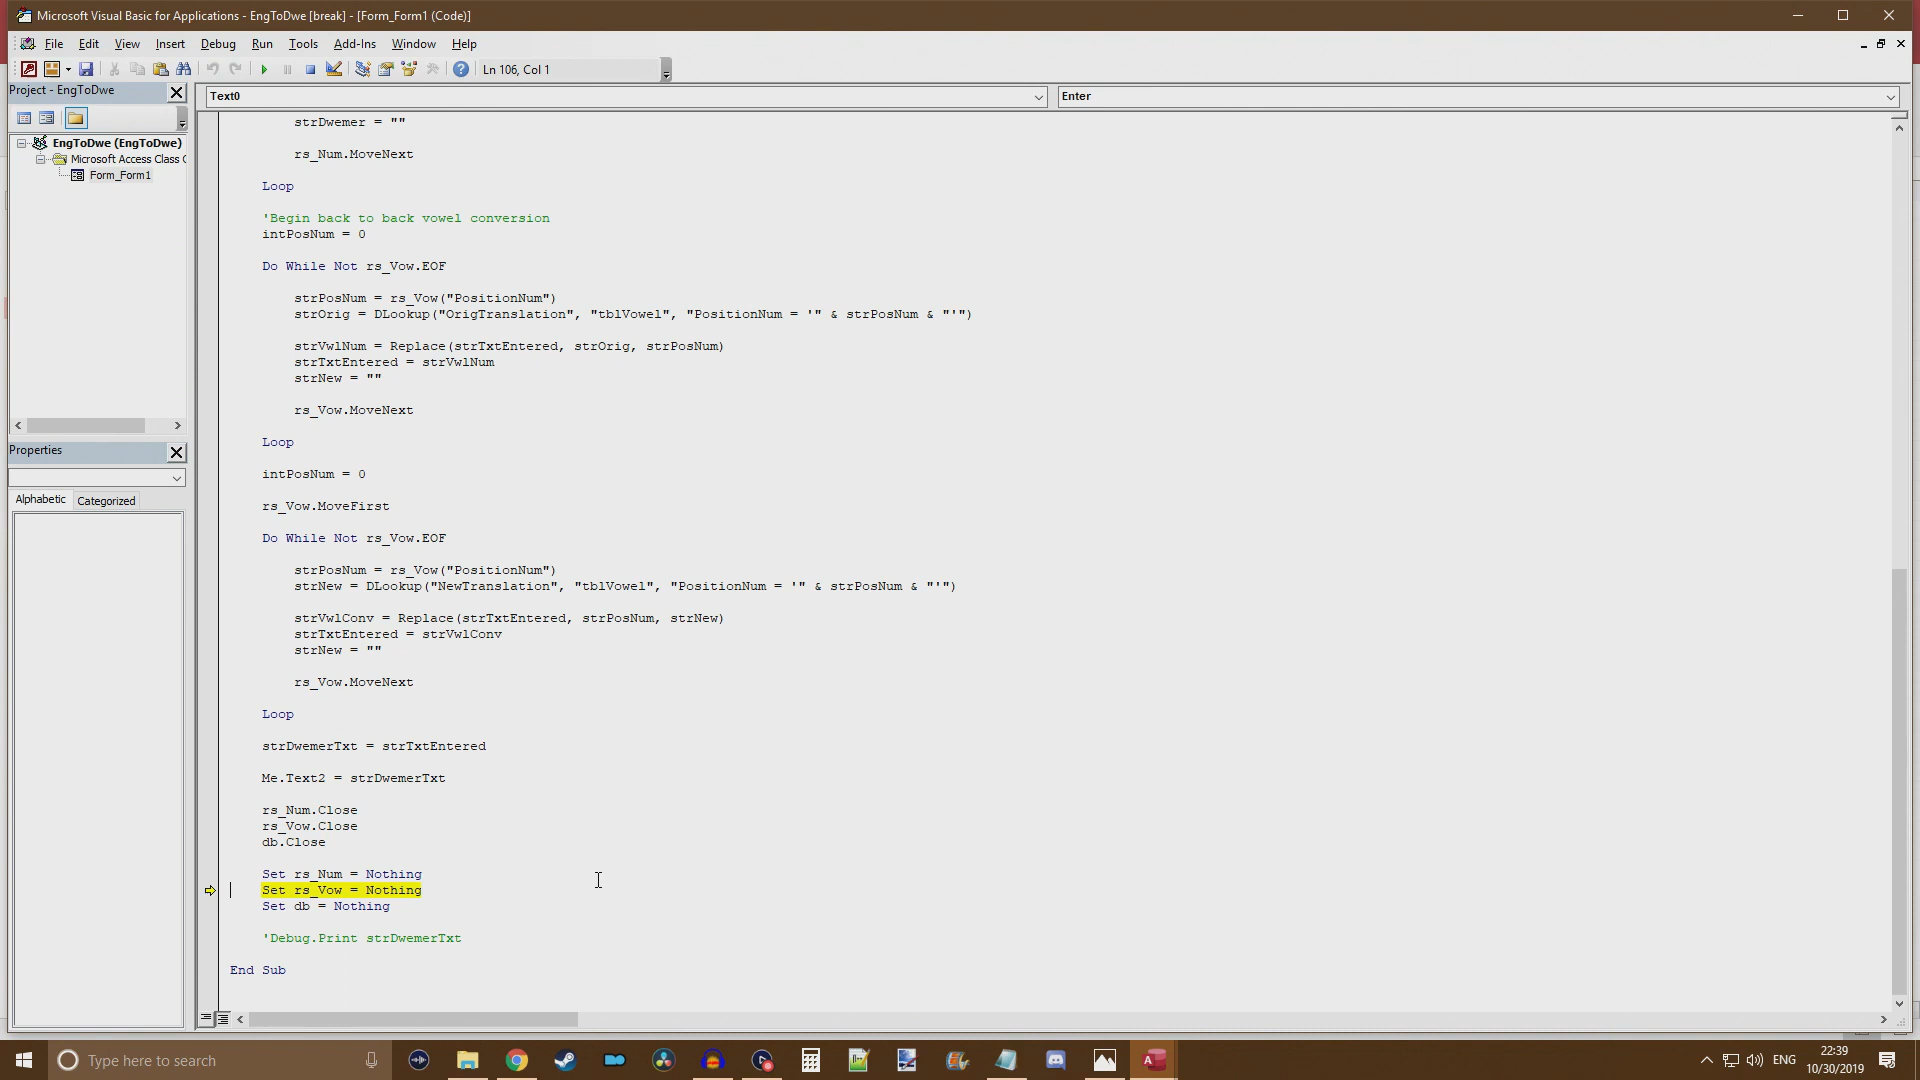 Microsoft Visual Basic for Applications - EngToDwe [break] - [Form_Form1 (Code)]
File Edit View Insert Debug Run Tools Add-Ins Window Help
Ln 106, Col 1
Project - EngToDwe
Text0
Enter
EngToDwe (EngToDwe)
Microsoft Access Class O
Form_Form1
Properties
Alphabetic Categorized
strDwemer = ""
rs_Num.MoveNext
Loop
'Begin back to back vowel conversion
intPosNum = 0
Do While Not rs_Vow.EOF
strPosNum = rs_Vow("PositionNum")
strOrig = DLookup("OrigTranslation", "tblVowel", "PositionNum = '" & strPosNum & "'")
strVwlNum = Replace(strTxtEntered, strOrig, strPosNum)
strTxtEntered = strVwlNum
strNew = ""
rs_Vow.MoveNext
Loop
intPosNum = 0
rs_Vow.MoveFirst
Do While Not rs_Vow.EOF
strPosNum = rs_Vow("PositionNum")
strNew = DLookup("NewTranslation", "tblVowel", "PositionNum = '" & strPosNum & "'")
strVwlConv = Replace(strTxtEntered, strPosNum, strNew)
strTxtEntered = strVwlConv
strNew = ""
rs_Vow.MoveNext
Loop
strDwemerTxt = strTxtEntered
Me.Text2 = strDwemerTxt
rs_Num.Close
rs_Vow.Close
db.Close
Set rs_Num = Nothing
Set rs_Vow = Nothing
Set db = Nothing
'Debug.Print strDwemerTxt
End Sub
Type here to search
ENG
22:39
10/30/2019